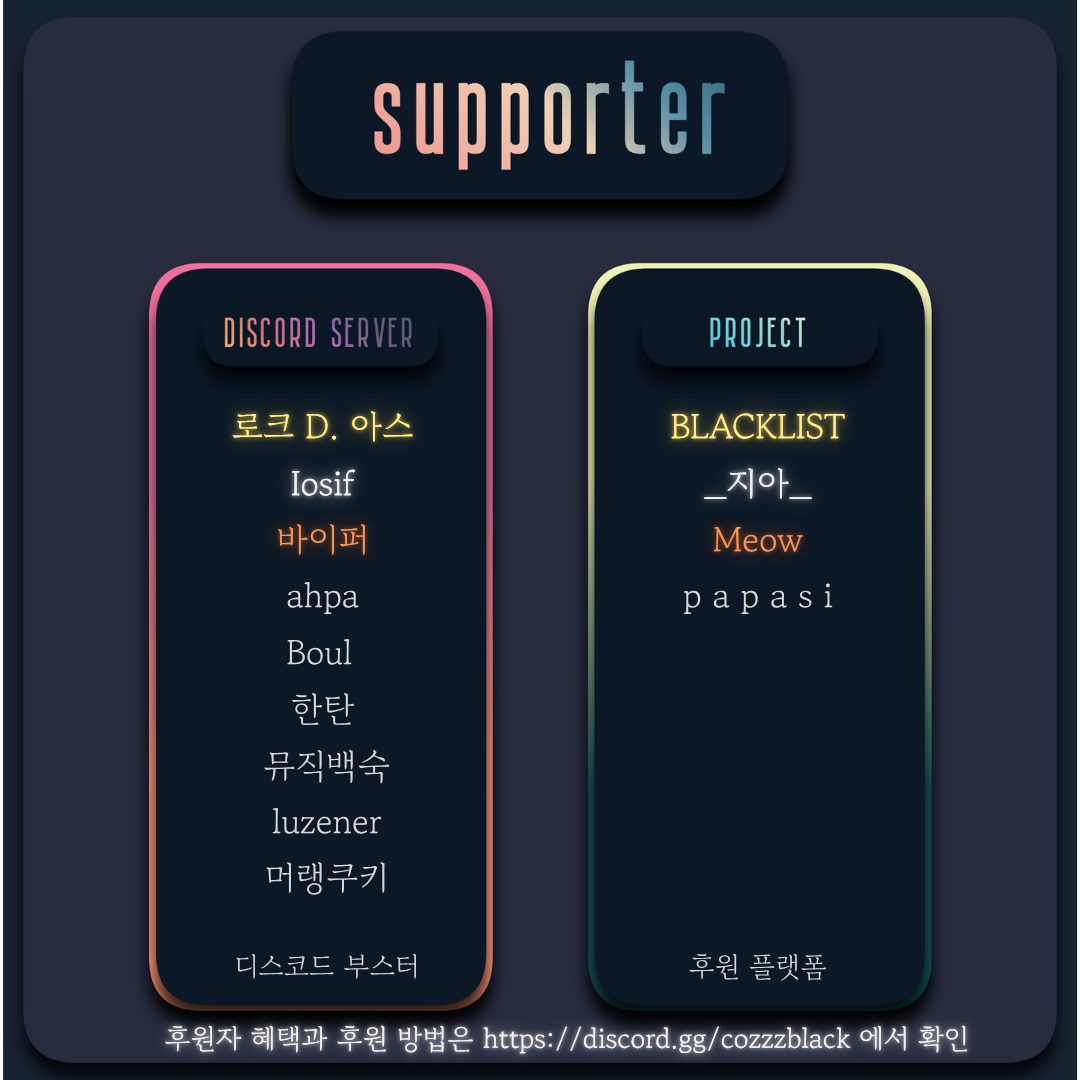 supporter
DISCORD SERVER
로크 D. 아스
Iosif
바이퍼
ahpa
Boul
한탄
뮤직백숙
luzener
머랭쿠키
디스코드 부스터
PROJECT
BLACKLIST
_지아_
Meow
p a p a s i
후원 플랫폼
후원자 혜택과 후원 방법은 https://discord.gg/cozzzblack 에서 확인